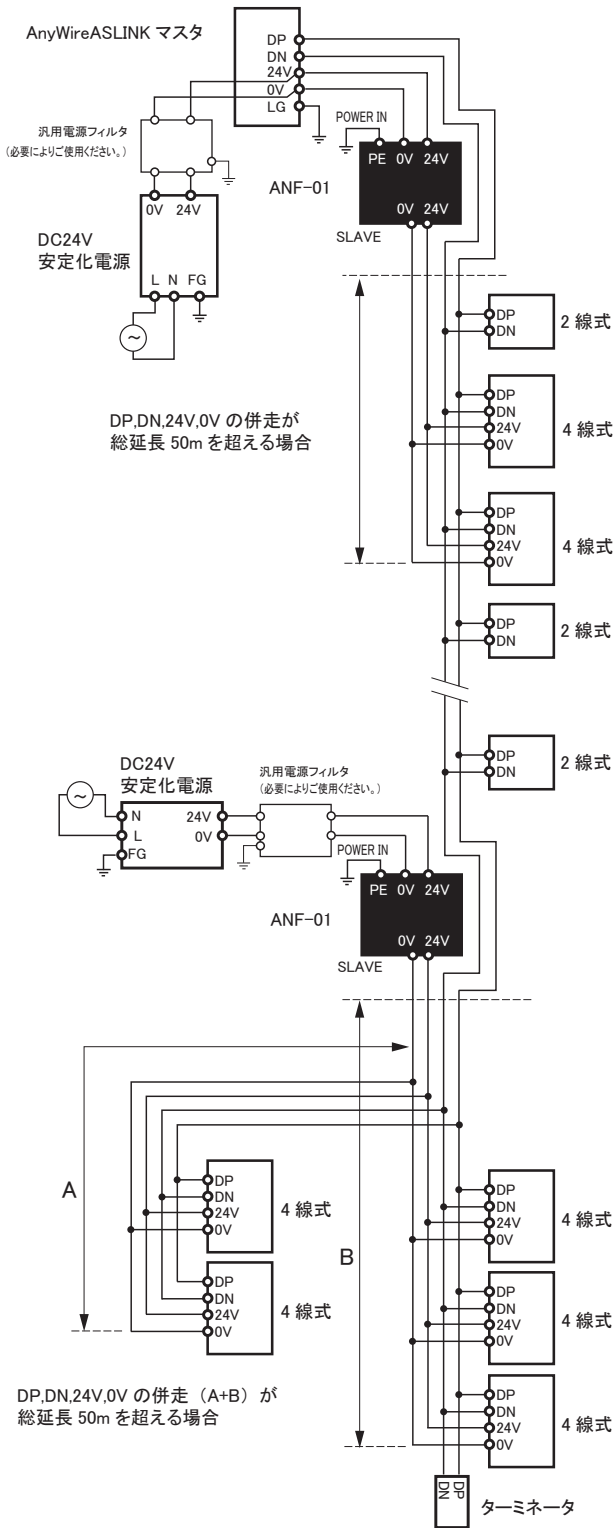 AnyWireASLINK マスタ
DP
DN
24V
0V
LG
汎用電源フィルタ
(必要によりご使用ください。)
0V 24V
DC24V
安定化電源
L N FG
~
POWER IN
PE 0V 24V
ANF-01
0V 24V
SLAVE
DP,DN,24V,0V の併走が
総延長 50m を超える場合
DP
DN
2 線式
DP
DN
24V
0V
4 線式
DP
DN
24V
0V
4 線式
DP
DN
2 線式
DP
DN
2 線式
DC24V
安定化電源
~
N
L
FG
24V
0V
汎用電源フィルタ
(必要によりご使用ください。)
POWER IN
PE 0V 24V
ANF-01
0V 24V
SLAVE
A
B
DP
DN
24V
0V
4 線式
DP
DN
24V
0V
4 線式
DP,DN,24V,0V の併走（A+B）が
総延長 50m を超える場合
DP
DN
24V
0V
4 線式
DP
DN
24V
0V
4 線式
DP
DN
24V
0V
4 線式
DP
DN
ターミネータ